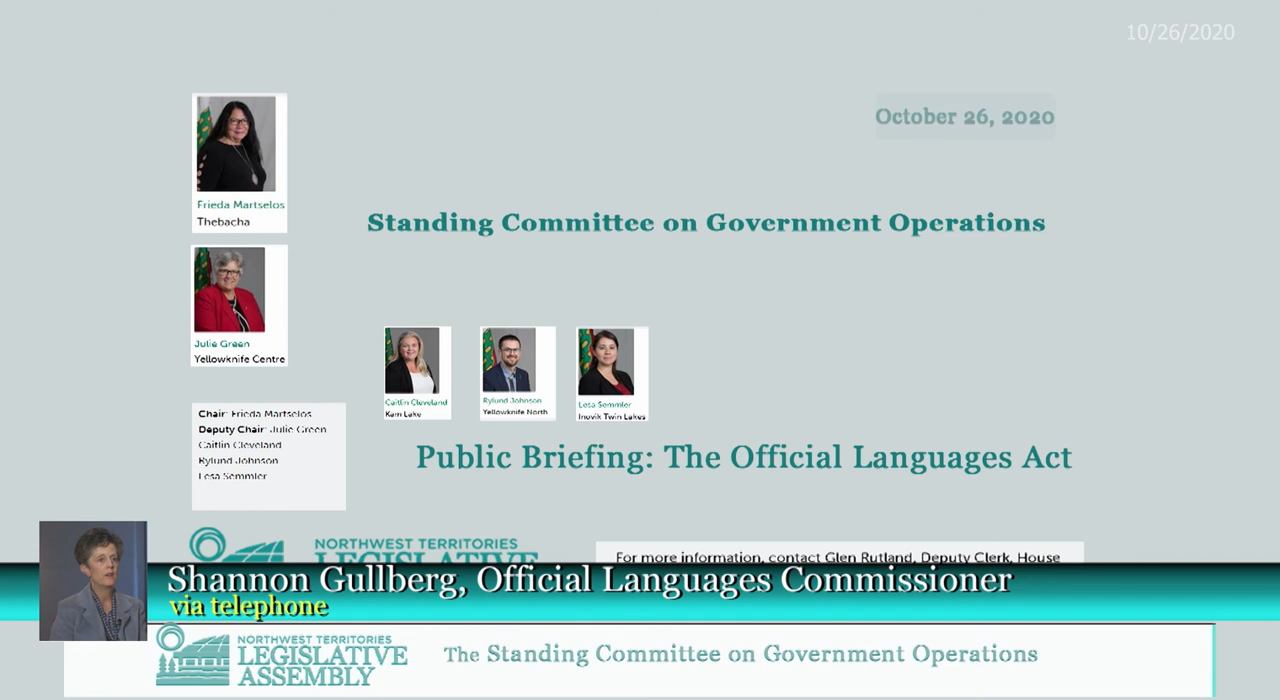 10/26/2020
October 26, 2020
Frieda Martselos
Thebacha
Standing Committee on Government Operations
Julie Green
Yellowknife Centre
Caitlin Cleveland
Kam Lake
Rylund Johnson
Yellowknife North
Lesa Semmler
Inuvik Twin Lakes
Chair: Frieda Martselos
Deputy Chair: Julie Green
Caitlin Cleveland
Rylund Johnson
Lesa Semmler
Public Briefing: The Official Languages Act
NORTHWEST TERRITORIES
LEGISLATIVE
For more information, contact Glen Rutland, Deputy Clerk, House
Shannon Gullberg, Official Languages Commissioner
via telephone
NORTHWEST TERRITORIES
LEGISLATIVE
ASSEMBLY
The Standing Committee on Government Operations